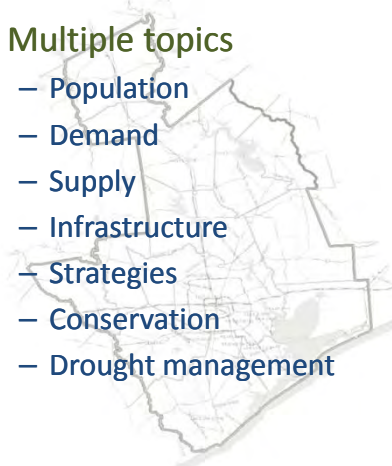 Multiple topics
– Population
– Demand
– Supply
– Infrastructure
– Strategies
– Conservation
– Drought management